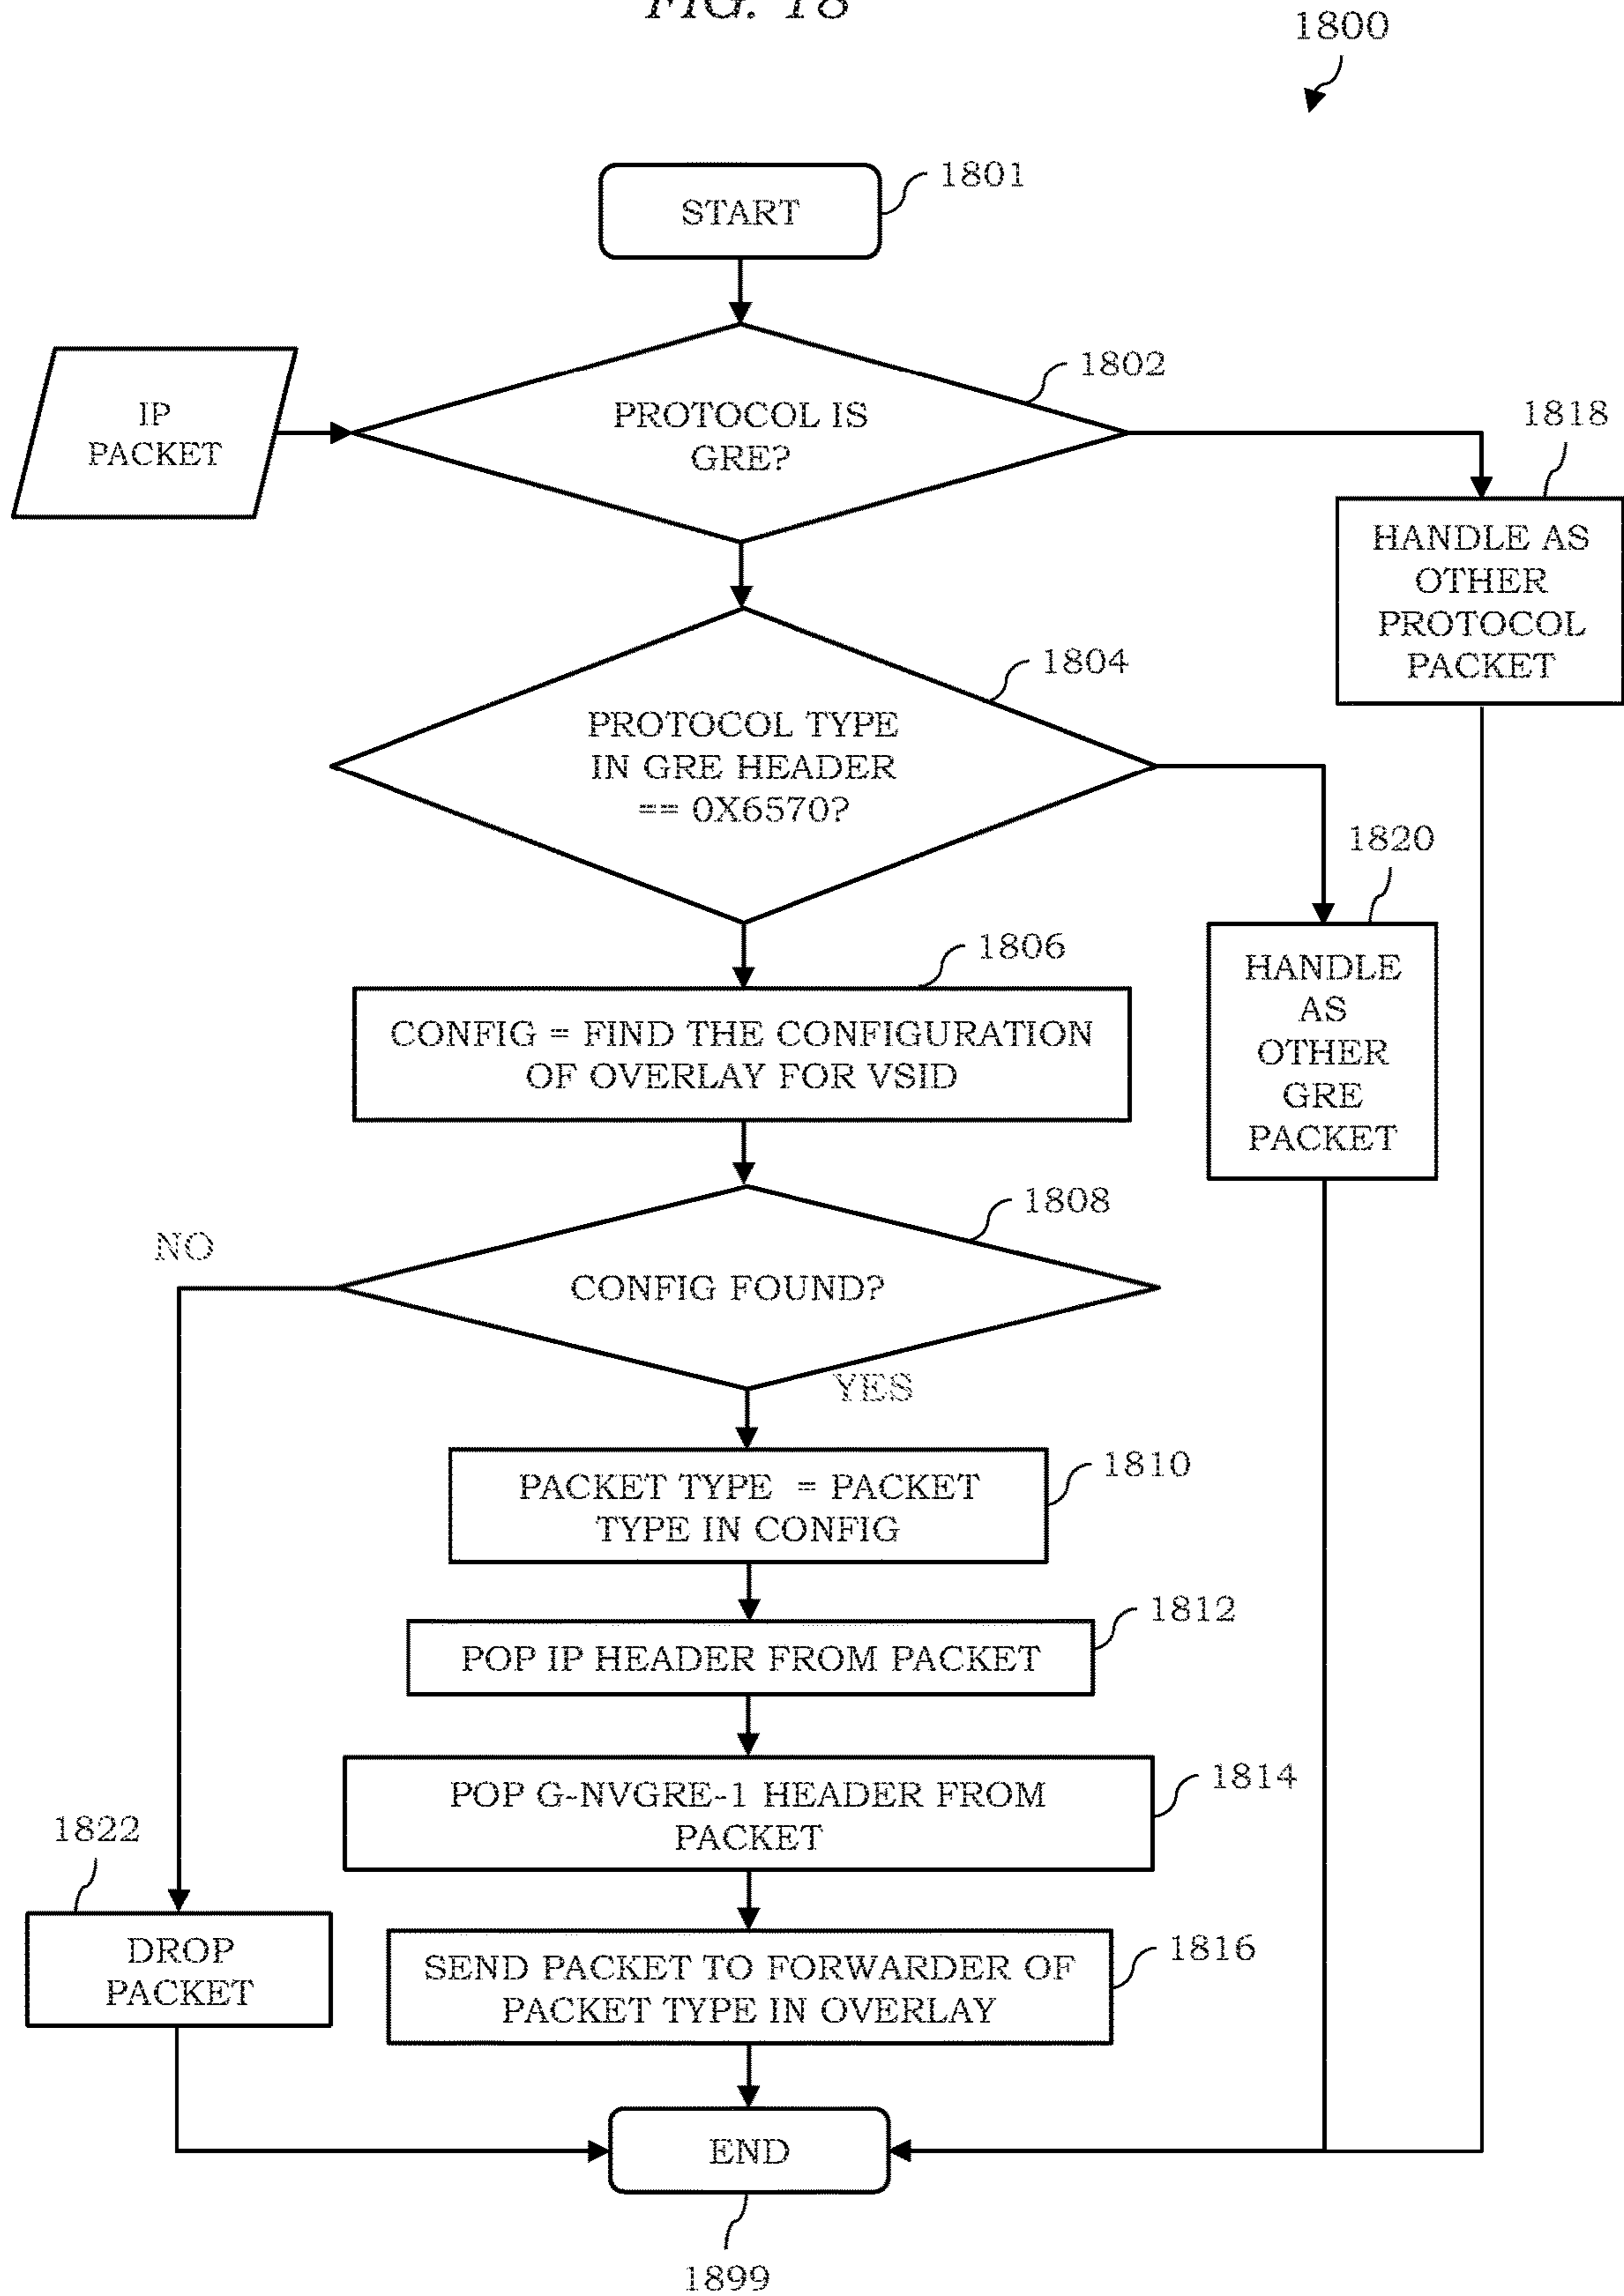 FIG. 18
1800
START
1801
IP
PACKET
PROTOCOL IS
GRE?
1802
1818
HANDLE AS
OTHER
PROTOCOL
PACKET
PROTOCOL TYPE
IN GRE HEADER
== 0X6570?
1804
1820
HANDLE
AS
OTHER
GRE
PACKET
1806
CONFIG = FIND THE CONFIGURATION
OF OVERLAY FOR VSID
1808
NO
CONFIG FOUND?
YES
PACKET TYPE = PACKET
TYPE IN CONFIG
1810
POP IP HEADER FROM PACKET
1812
POP G-NVGRE-1 HEADER FROM
PACKET
1814
1822
DROP
PACKET
SEND PACKET TO FORWARDER OF
PACKET TYPE IN OVERLAY
1816
END
1899